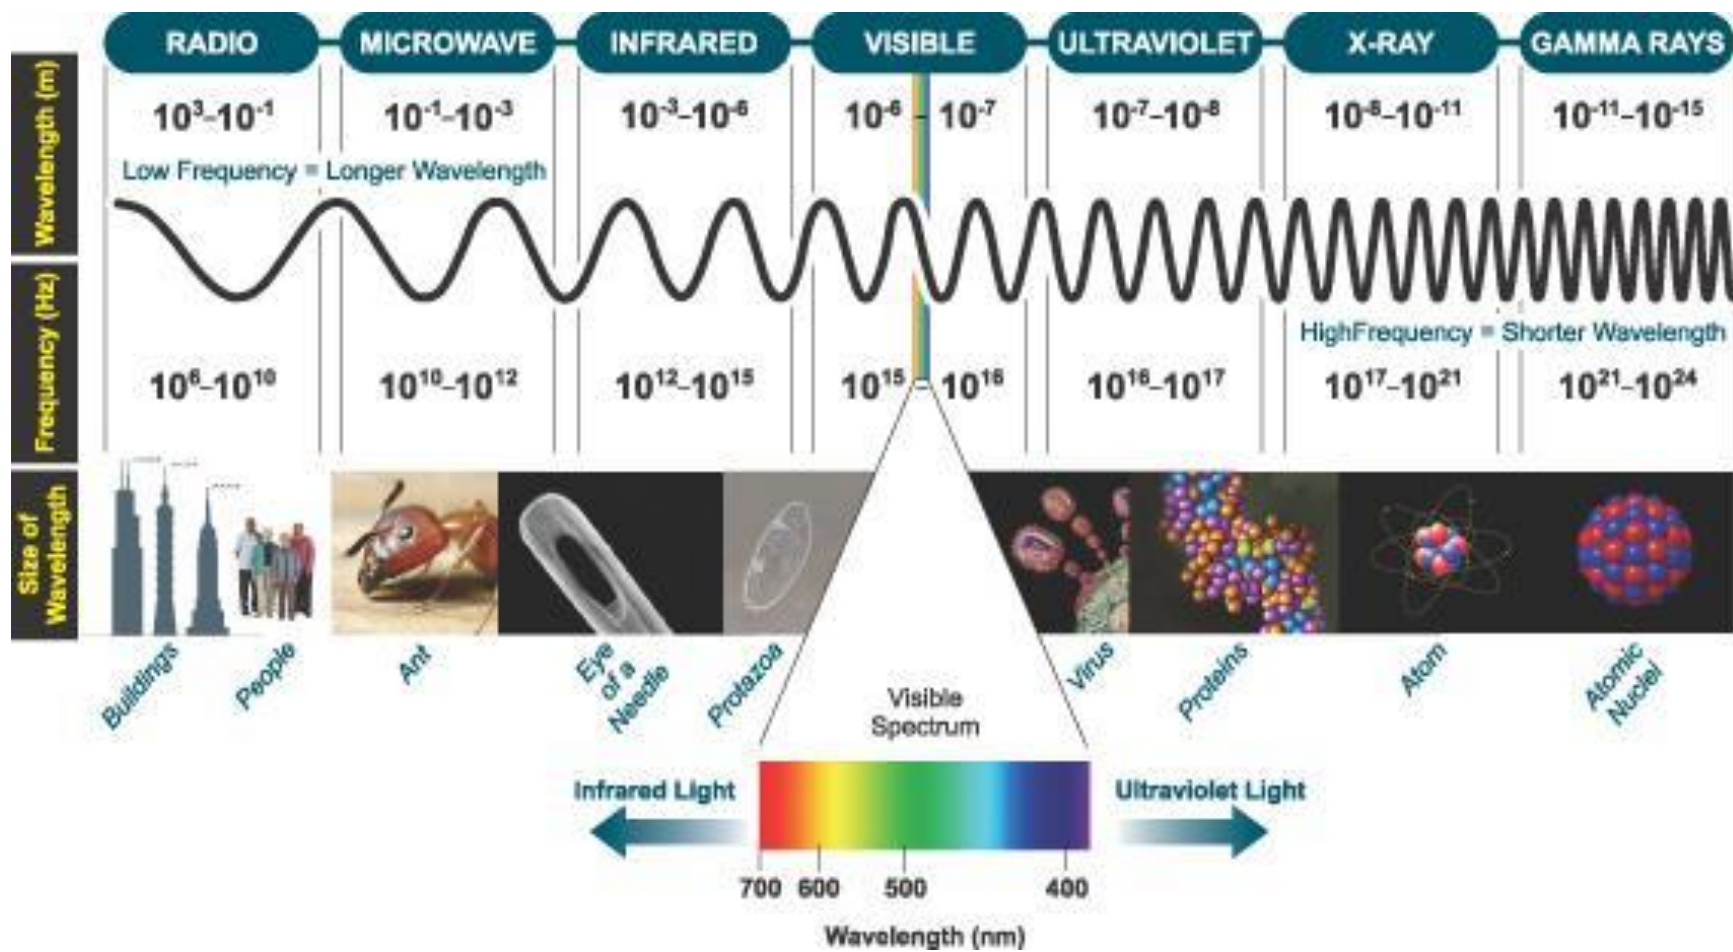 RADIO
MICROWAVE
INFRARED
VISIBLE
ULTRAVIOLET
X-RAY
GAMMA RAYS
Wavelength (m)
10³–10⁻¹
10⁻¹–10⁻³
10⁻³–10⁻⁶
10⁻⁶ – 10⁻⁷
10⁻⁷–10⁻⁸
10⁻⁸–10⁻¹¹
10⁻¹¹–10⁻¹⁵
Low Frequency = Longer Wavelength
HighFrequency = Shorter Wavelength
Frequency (Hz)
10⁶–10¹⁰
10¹⁰–10¹²
10¹²–10¹⁵
10¹⁵ – 10¹⁶
10¹⁶–10¹⁷
10¹⁷–10²¹
10²¹–10²⁴
Size of
Wavelength
Buildings
People
Ant
Eye
of a
Needle
Protazoa
Virus
Proteins
Atom
Atomic
Nuclei
Visible
Spectrum
Infrared Light
Ultraviolet Light
700 600 500 400
Wavelength (nm)